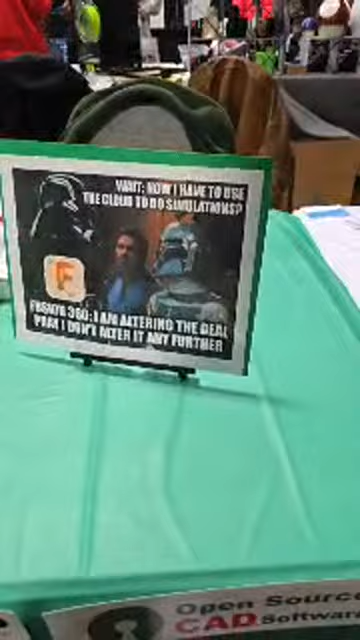 WAIT; NOW I HAVE TO USE
THE CLOUD TO DO SIMULATIONS?
F
FUSION 360: I AM ALTERING THE DEAL
PRAY I DON'T ALTER IT ANY FURTHER
Open Source
CAD Software